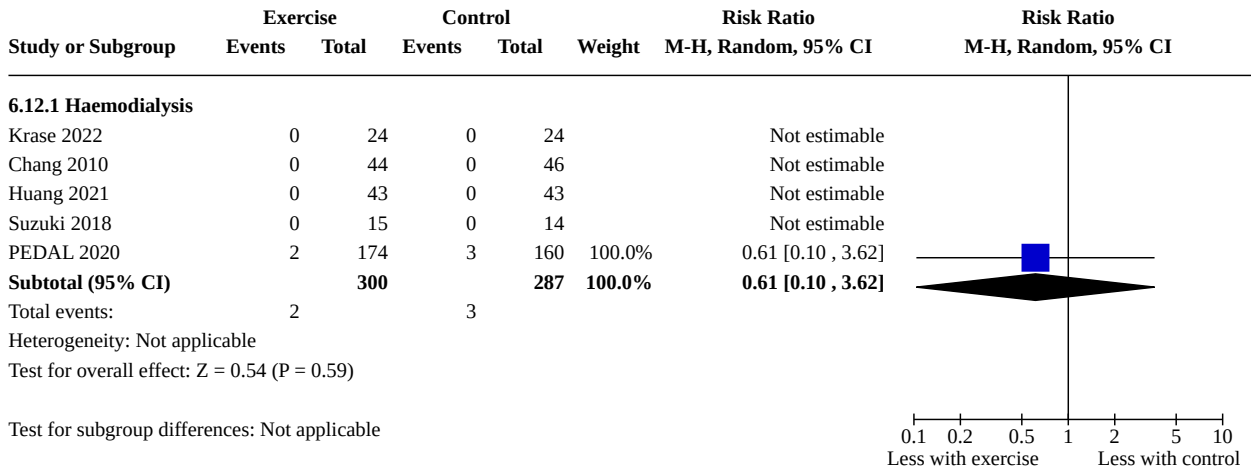 Exercise Control Risk Ratio Risk Ratio
Study or Subgroup Events Total Events Total Weight M-H, Random, 95% CI M-H, Random, 95% CI
6.12.1 Haemodialysis
Krase 2022 0 24 0 24 Not estimable
Chang 2010 0 44 0 46 Not estimable
Huang 2021 0 43 0 43 Not estimable
Suzuki 2018 0 15 0 14 Not estimable
PEDAL 2020 2 174 3 160 100.0% 0.61 [0.10 , 3.62]
Subtotal (95% CI) 300 287 100.0% 0.61 [0.10 , 3.62]
Total events: 2 3
Heterogeneity: Not applicable
Test for overall effect: Z = 0.54 (P = 0.59)
Test for subgroup differences: Not applicable
0.1 0.2 0.5 1 2 5 10
Less with exercise Less with control